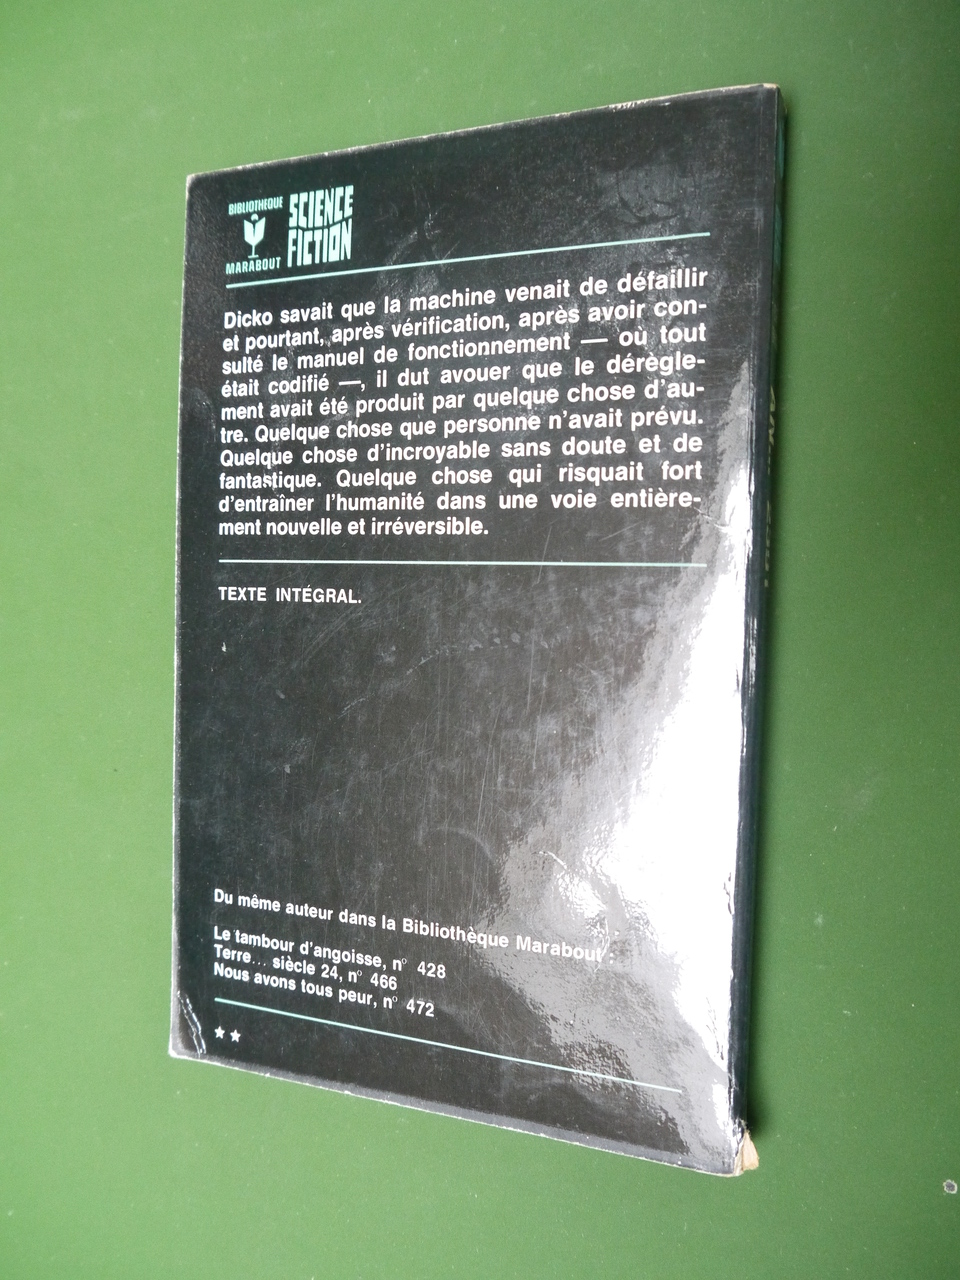 BIBLIOTHEQUE
MARABOUT
SCIENCE
FICTION
Dicko savait que la machine venait de défaillir
et pourtant, après vérification, après avoir con-
sulté le manuel de fonctionnement — où tout
était codifié —, il dut avouer que le dérègle-
ment avait été produit par quelque chose d'au-
tre. Quelque chose que personne n'avait prévu.
Quelque chose d'incroyable sans doute et de
fantastique. Quelque chose qui risquait fort
d'entraîner l'humanité dans une voie entière-
ment nouvelle et irréversible.
TEXTE INTÉGRAL.
Du même auteur dans la Bibliothèque Marabout :
Le tambour d'angoisse, n° 428
Terre... siècle 24, n° 466
Nous avons tous peur, n° 472